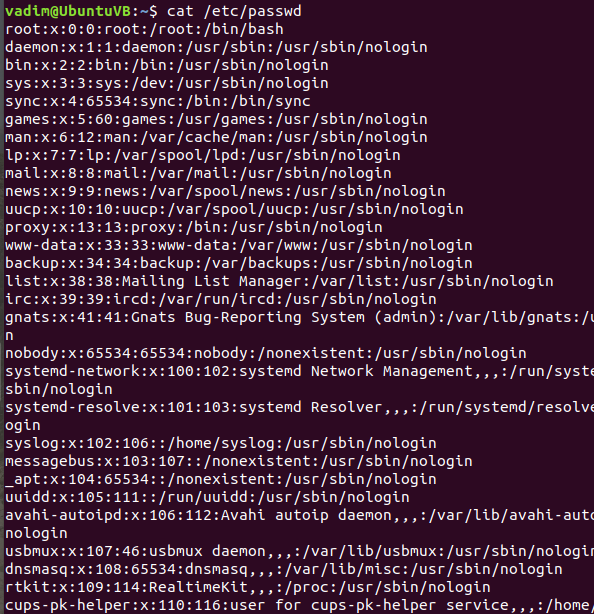 vadim@UbuntuVB:~$ cat /etc/passwd
root:x:0:0:root:/root:/bin/bash
daemon:x:1:1:daemon:/usr/sbin:/usr/sbin/nologin
bin:x:2:2:bin:/bin:/usr/sbin/nologin
sys:x:3:3:sys:/dev:/usr/sbin/nologin
sync:x:4:65534:sync:/bin:/bin/sync
games:x:5:60:games:/usr/games:/usr/sbin/nologin
man:x:6:12:man:/var/cache/man:/usr/sbin/nologin
lp:x:7:7:lp:/var/spool/lpd:/usr/sbin/nologin
mail:x:8:8:mail:/var/mail:/usr/sbin/nologin
news:x:9:9:news:/var/spool/news:/usr/sbin/nologin
uucp:x:10:10:uucp:/var/spool/uucp:/usr/sbin/nologin
proxy:x:13:13:proxy:/bin:/usr/sbin/nologin
www-data:x:33:33:www-data:/var/www:/usr/sbin/nologin
backup:x:34:34:backup:/var/backups:/usr/sbin/nologin
list:x:38:38:Mailing List Manager:/var/list:/usr/sbin/nologin
irc:x:39:39:ircd:/var/run/ircd:/usr/sbin/nologin
gnats:x:41:41:Gnats Bug-Reporting System (admin):/var/lib/gnats:/u
n
nobody:x:65534:65534:nobody:/nonexistent:/usr/sbin/nologin
systemd-network:x:100:102:systemd Network Management,,,:/run/syste
sbin/nologin
systemd-resolve:x:101:103:systemd Resolver,,,:/run/systemd/resolve
ogin
syslog:x:102:106::/home/syslog:/usr/sbin/nologin
messagebus:x:103:107::/nonexistent:/usr/sbin/nologin
_apt:x:104:65534::/nonexistent:/usr/sbin/nologin
uuidd:x:105:111::/run/uuidd:/usr/sbin/nologin
avahi-autoipd:x:106:112:Avahi autoip daemon,,,:/var/lib/avahi-auto
nologin
usbmux:x:107:46:usbmux daemon,,,:/var/lib/usbmux:/usr/sbin/nologin
dnsmasq:x:108:65534:dnsmasq,,,:/var/lib/misc:/usr/sbin/nologin
rtkit:x:109:114:RealtimeKit,,,:/proc:/usr/sbin/nologin
cups-pk-helper:x:110:116:user for cups-pk-helper service,,,:/home/